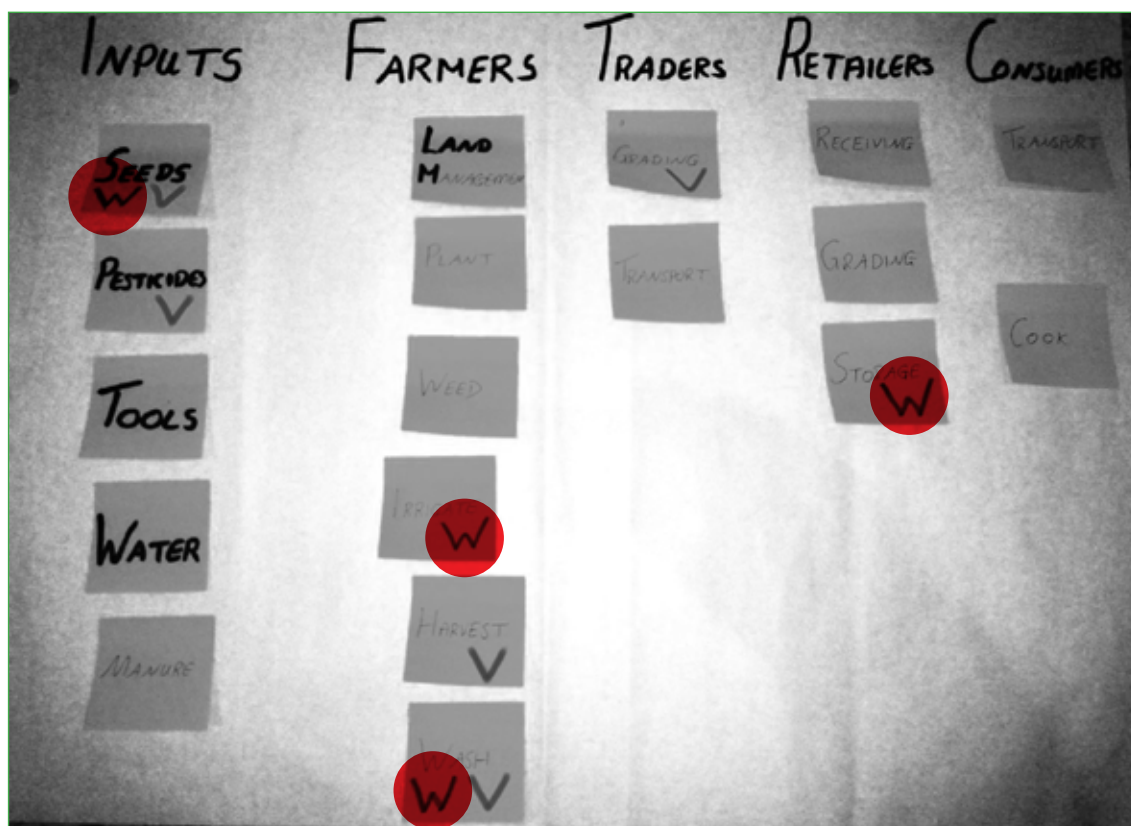 INPUTS
SEEDS
W V
PESTICIDES
V
TOOLS
WATER
MANURE
FARMERS
LAND
MANAGEMENT
PLANT
WEED
IRRIGATE
W
HARVEST
V
WASH
W V
TRADERS
GRADING
V
TRANSPORT
RETAILERS
RECEIVING
GRADING
STORAGE
W
CONSUMERS
TRANSPORT
COOK